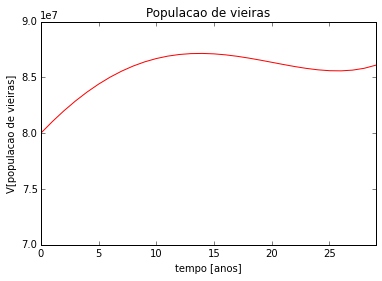 Populacao de vieiras
1e7
9.0
8.5
8.0
7.5
7.0
V[populacao de vieiras]
0 5 10 15 20 25
tempo [anos]